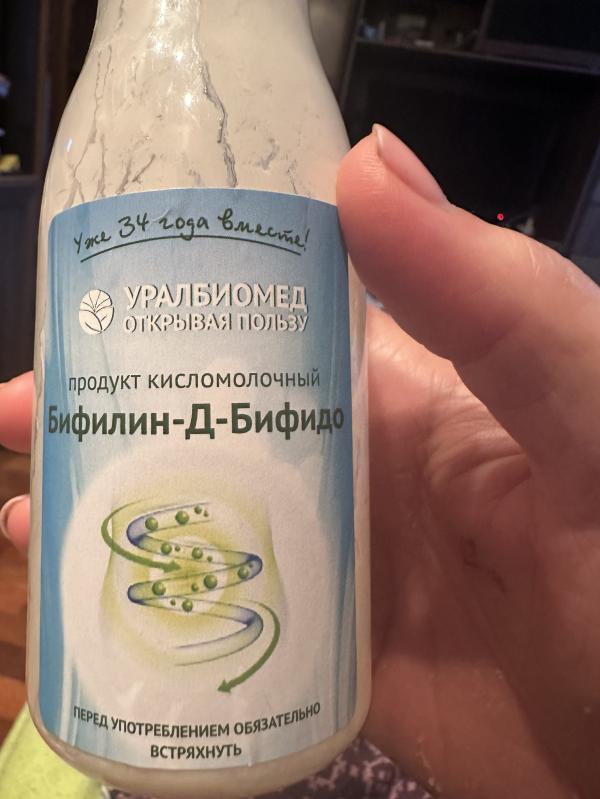 Уже 34 года вместе!
УРАЛБИОМЕД
ОТКРЫВАЯ ПОЛЬЗУ
продукт кисломолочный
Бифилин-Д-Бифидо
ПЕРЕД УПОТРЕБЛЕНИЕМ ОБЯЗАТЕЛЬНО
ВСТРЯХНУТЬ